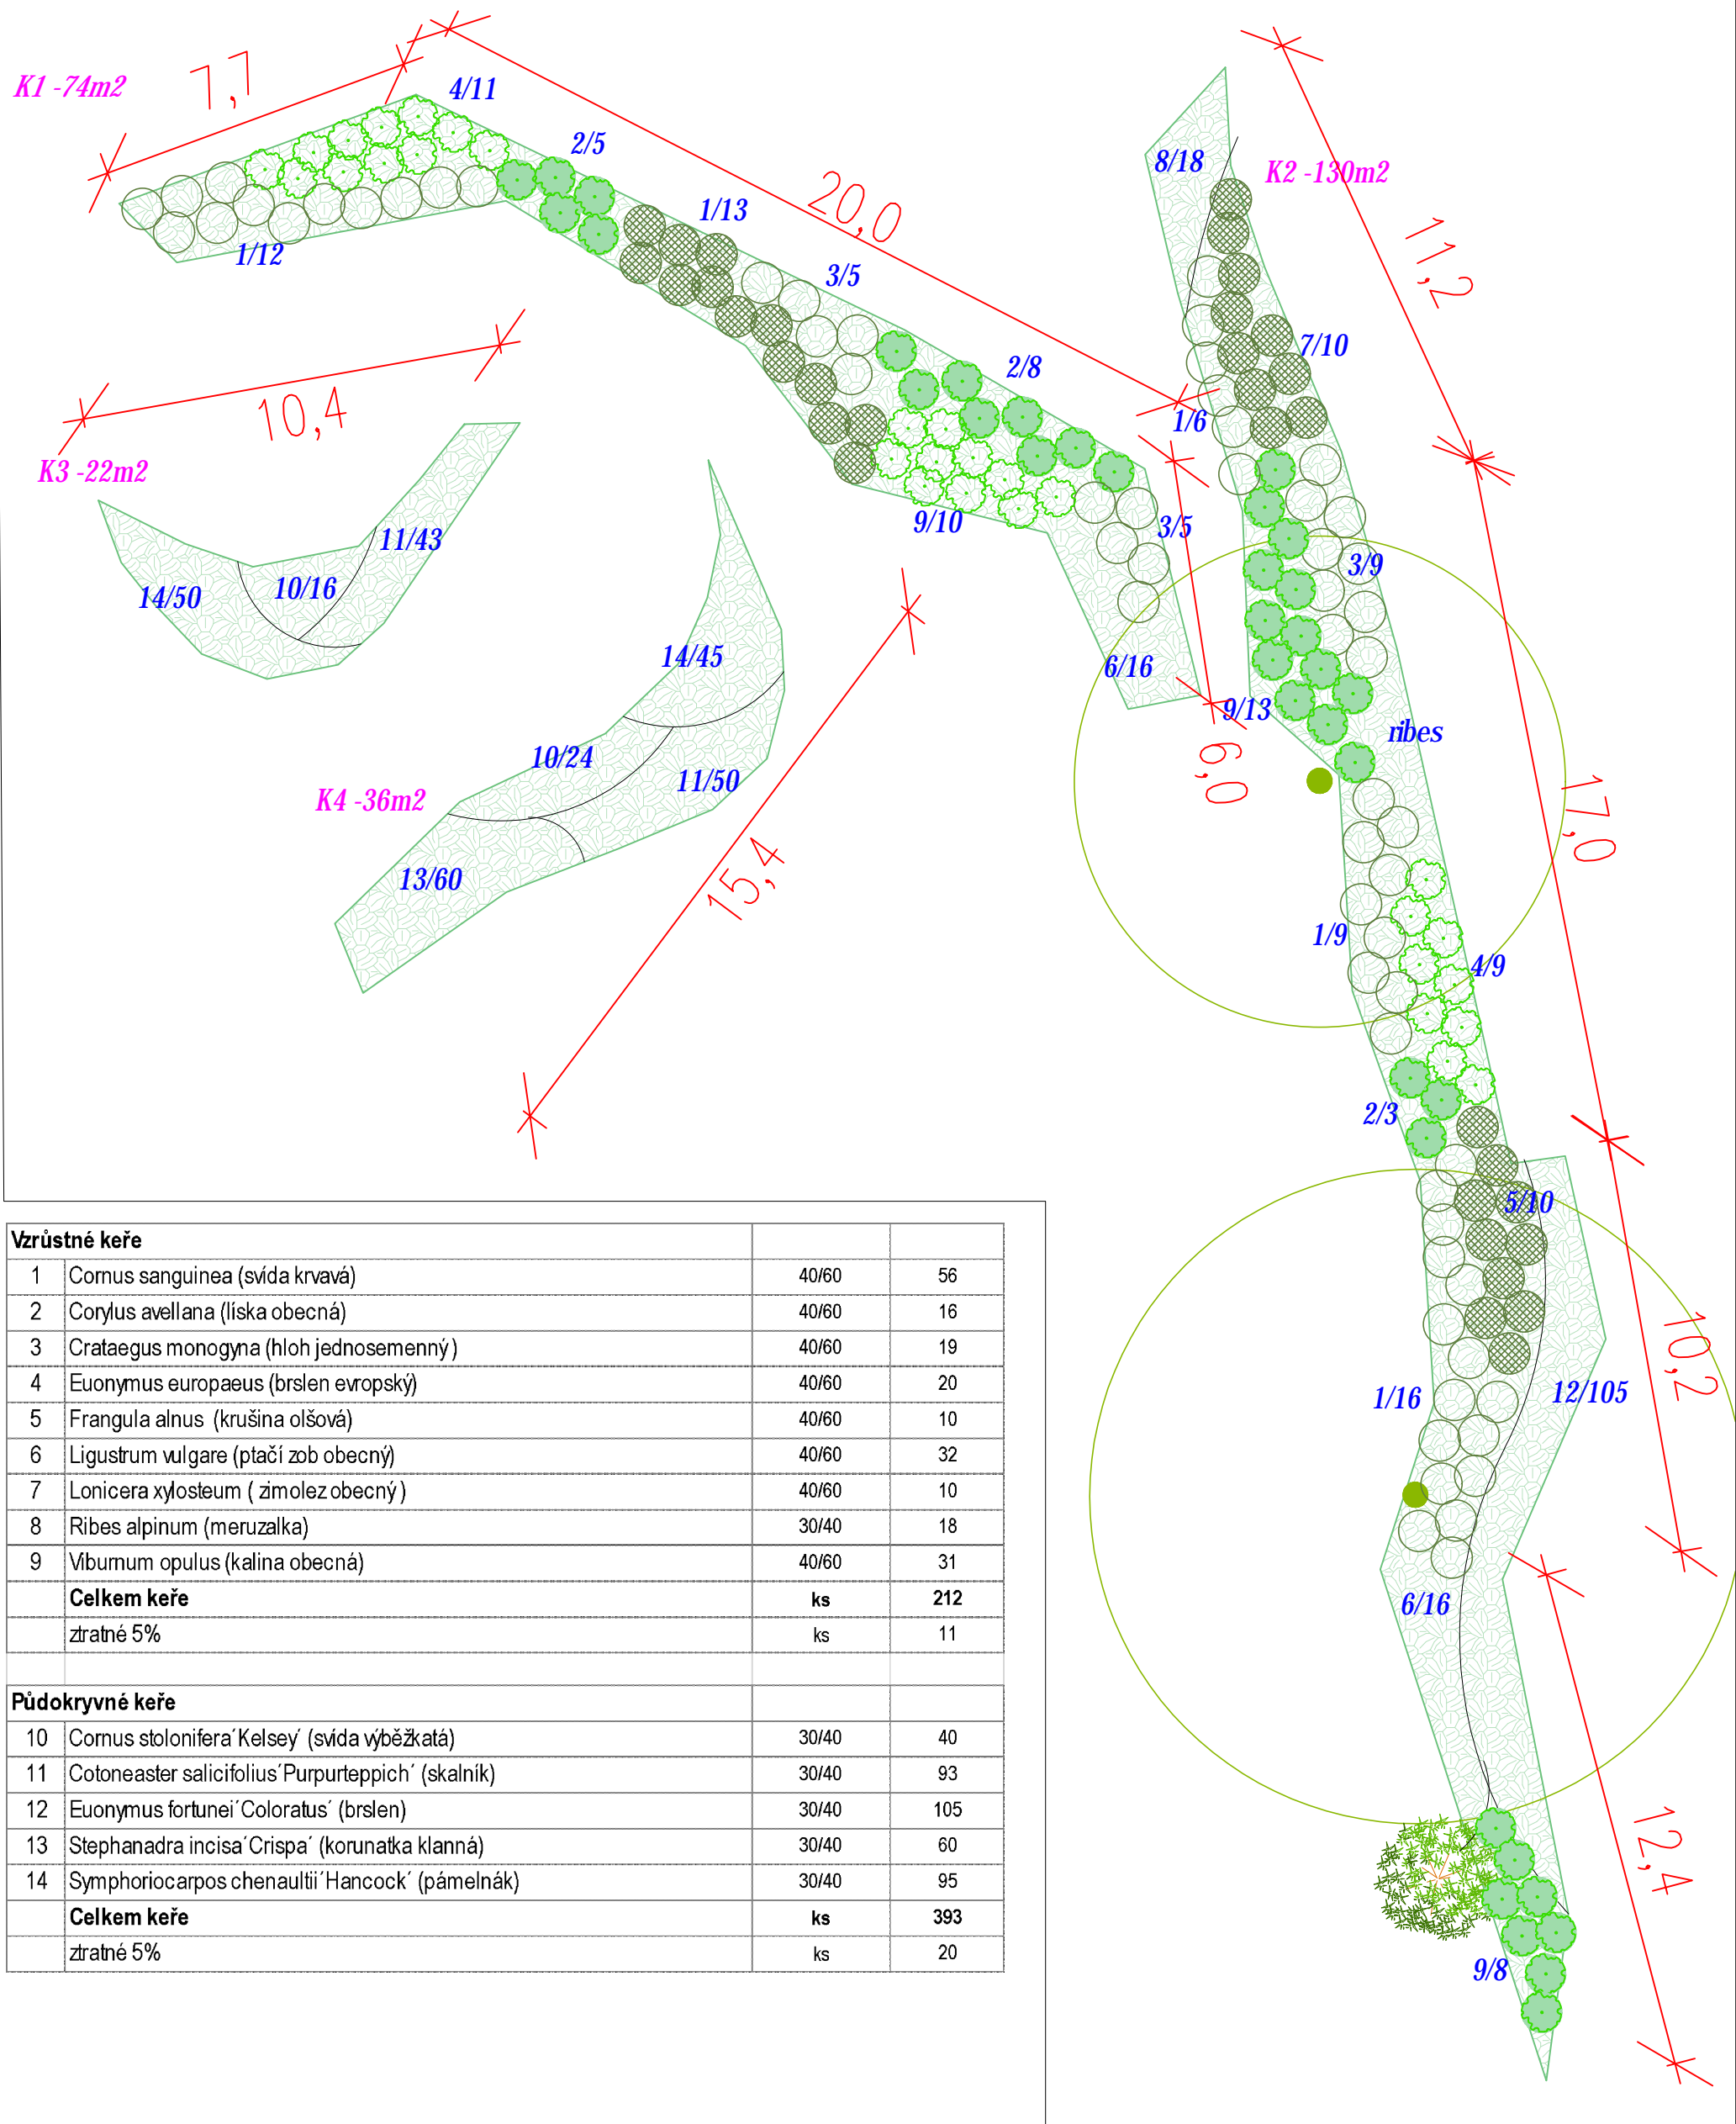 K1 -74m2
7,7
4/11
2/5
1/13
20,0
1/12
3/5
2/8
9/10
3/5
6/16
6,0
K2 -130m2
8/18
11,2
7/10
1/6
3/9
9/13
ribes
17,0
1/9
4/9
2/3
5/10
10,2
1/16
12/105
6/16
12,4
9/8
10,4
K3 -22m2
14/50
10/16
11/43
K4 -36m2
14/45
10/24
11/50
13/60
15,4
Vzrůstné keře
1 Cornus sanguinea (svída krvavá) 40/60 56
2 Corylus avellana (líska obecná) 40/60 16
3 Crataegus monogyna (hloh jednosemenný) 40/60 19
4 Euonymus europaeus (brslen evropský) 40/60 20
5 Frangula alnus (krušina olšová) 40/60 10
6 Ligustrum vulgare (ptačí zob obecný) 40/60 32
7 Lonicera xylosteum ( zimolez obecný ) 40/60 10
8 Ribes alpinum (meruzalka) 30/40 18
9 Viburnum opulus (kalina obecná) 40/60 31
Celkem keře ks 212
ztratné 5% ks 11
Půdokryvné keře
10 Cornus stolonifera´Kelsey´ (svída výběžkatá) 30/40 40
11 Cotoneaster salicifolius´Purpurteppich´ (skalník) 30/40 93
12 Euonymus fortunei´Coloratus´ (brslen) 30/40 105
13 Stephanadra incisa´Crispa´ (korunatka klanná) 30/40 60
14 Symphoriocarpos chenaultii´Hancock´ (pámelnák) 30/40 95
Celkem keře ks 393
ztratné 5% ks 20